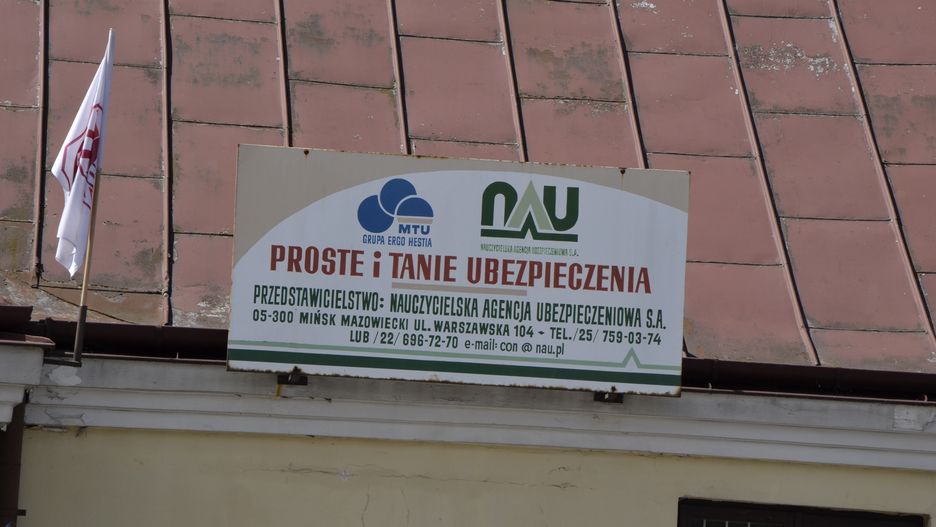 MTU
GRUPA ERGO HESTIA
NAU
NAUCZYCIELSKA AGENCJA UBEZPIECZENIOWA S.A.
PROSTE i TANIE UBEZPIECZENIA
PRZEDSTAWICIELSTWO: NAUCZYCIELSKA AGENCJA UBEZPIECZENIOWA S.A.
05-300 MIŃSK MAZOWIECKI UL. WARSZAWSKA 104 - TEL. /25/ 759-03-74
LUB /22/ 696-72-70 e-mail: con @ nau.pl